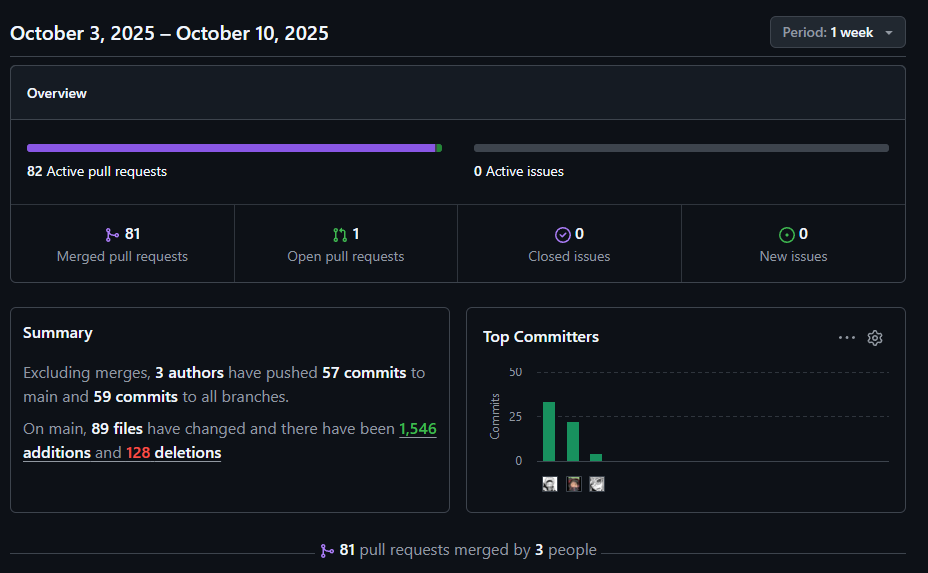 October 3, 2025 – October 10, 2025
Period: 1 week
Overview
82 Active pull requests
0 Active issues
81
Merged pull requests
1
Open pull requests
0
Closed issues
0
New issues
Summary
Excluding merges, 3 authors have pushed 57 commits to
main and 59 commits to all branches.
On main, 89 files have changed and there have been 1,546
additions and 128 deletions
Top Committers
Commits
50
25
0
81 pull requests merged by 3 people